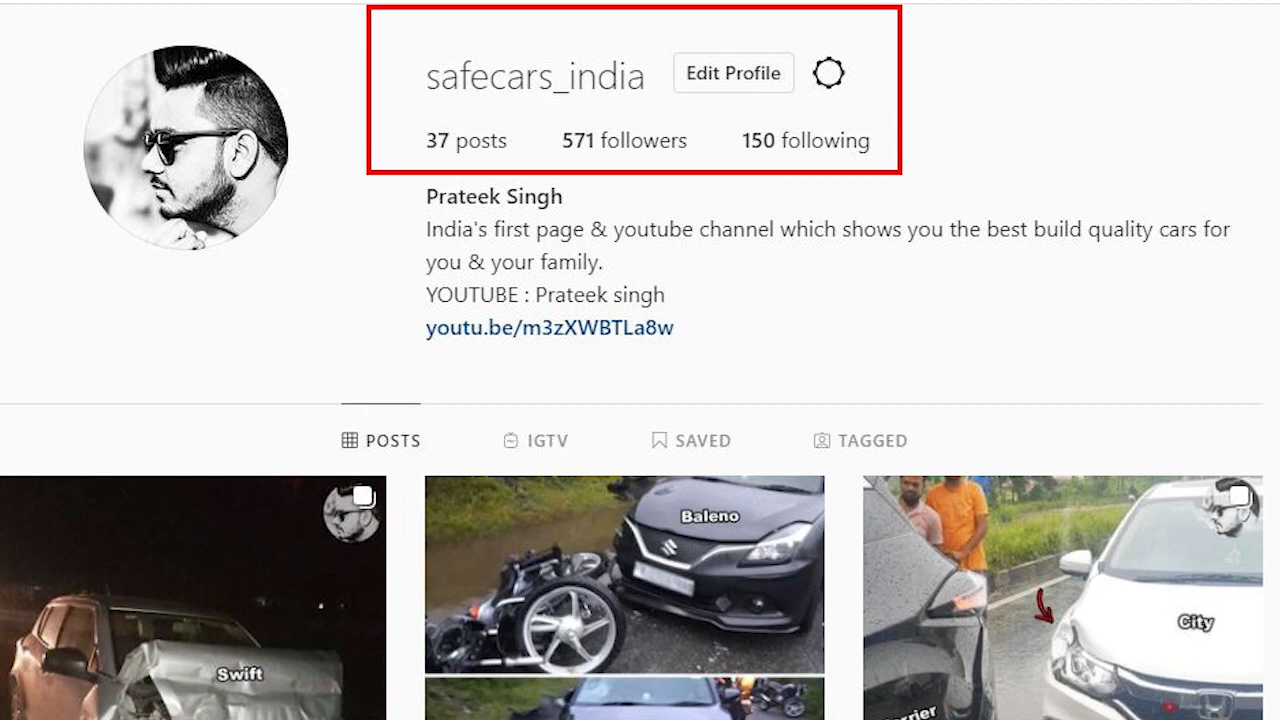 safecars_india Edit Profile
37 posts 571 followers 150 following
Prateek Singh
India's first page & youtube channel which shows you the best build quality cars for
you & your family.
YOUTUBE : Prateek singh
youtu.be/m3zXWBTLa8w
POSTS IGTV SAVED TAGGED
Baleno
City
Swift